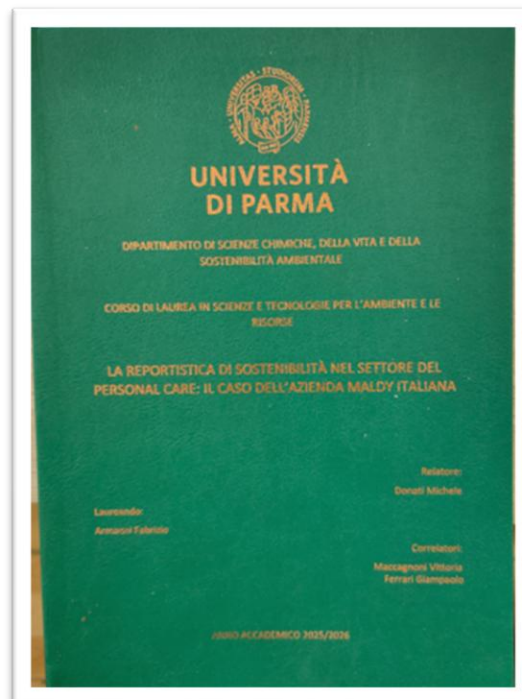 UNIVERSITÀ
DI PARMA
DIPARTIMENTO DI SCIENZE CHIMICHE, DELLA VITA E DELLA
SOSTENIBILITÀ AMBIENTALE
CORSO DI LAUREA IN SCIENZE E TECNOLOGIE PER L'AMBIENTE E LE
RISORSE
LA REPORTISTICA DI SOSTENIBILITÀ NEL SETTORE DEL
PERSONAL CARE: IL CASO DELL'AZIENDA MALDY ITALIANA
Relatore:
Donati Michele
Laureando:
Armaroni Fabrizio
Correlatori:
Maccagnoni Vittoria
Ferrari Giampaolo
ANNO ACCADEMICO 2025/2026